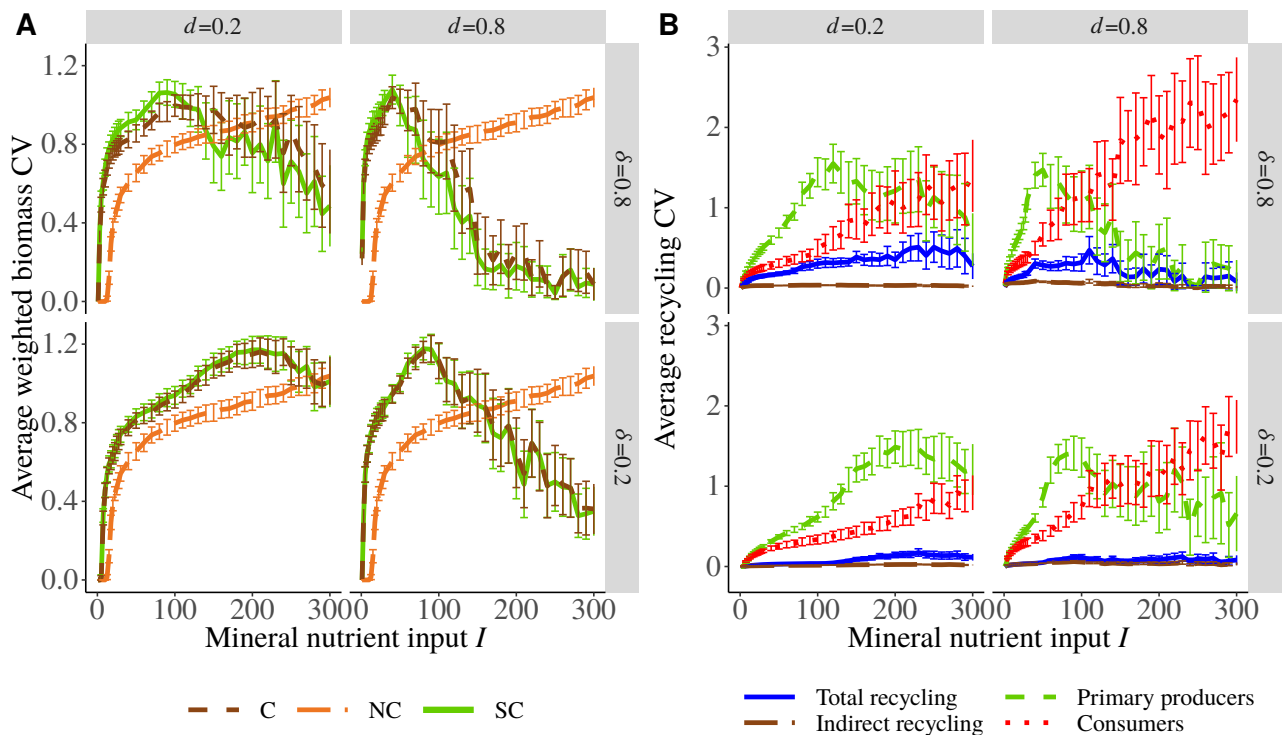 A
d=0.2
d=0.8
Average weighted biomass CV
1.2
0.8
0.4
0.0
δ=0.8
1.2
0.8
0.4
0.0
δ=0.2
0
100
200
300
0
100
200
300
Mineral nutrient input I
C
NC
SC
B
d=0.2
d=0.8
Average recycling CV
3
2
1
0
δ=0.8
3
2
1
0
δ=0.2
0
100
200
300
0
100
200
300
Mineral nutrient input I
Total recycling
Primary producers
Indirect recycling
Consumers